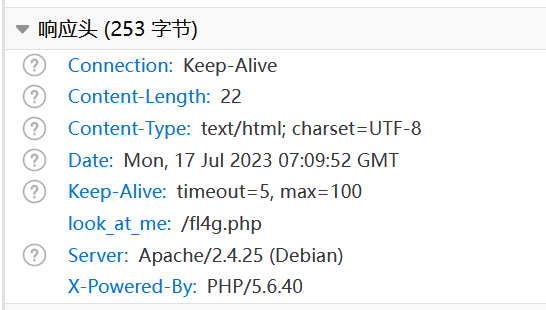 响应头 (253 字节)
Connection: Keep-Alive
Content-Length: 22
Content-Type: text/html; charset=UTF-8
Date: Mon, 17 Jul 2023 07:09:52 GMT
Keep-Alive: timeout=5, max=100
look_at_me: /fl4g.php
Server: Apache/2.4.25 (Debian)
X-Powered-By: PHP/5.6.40